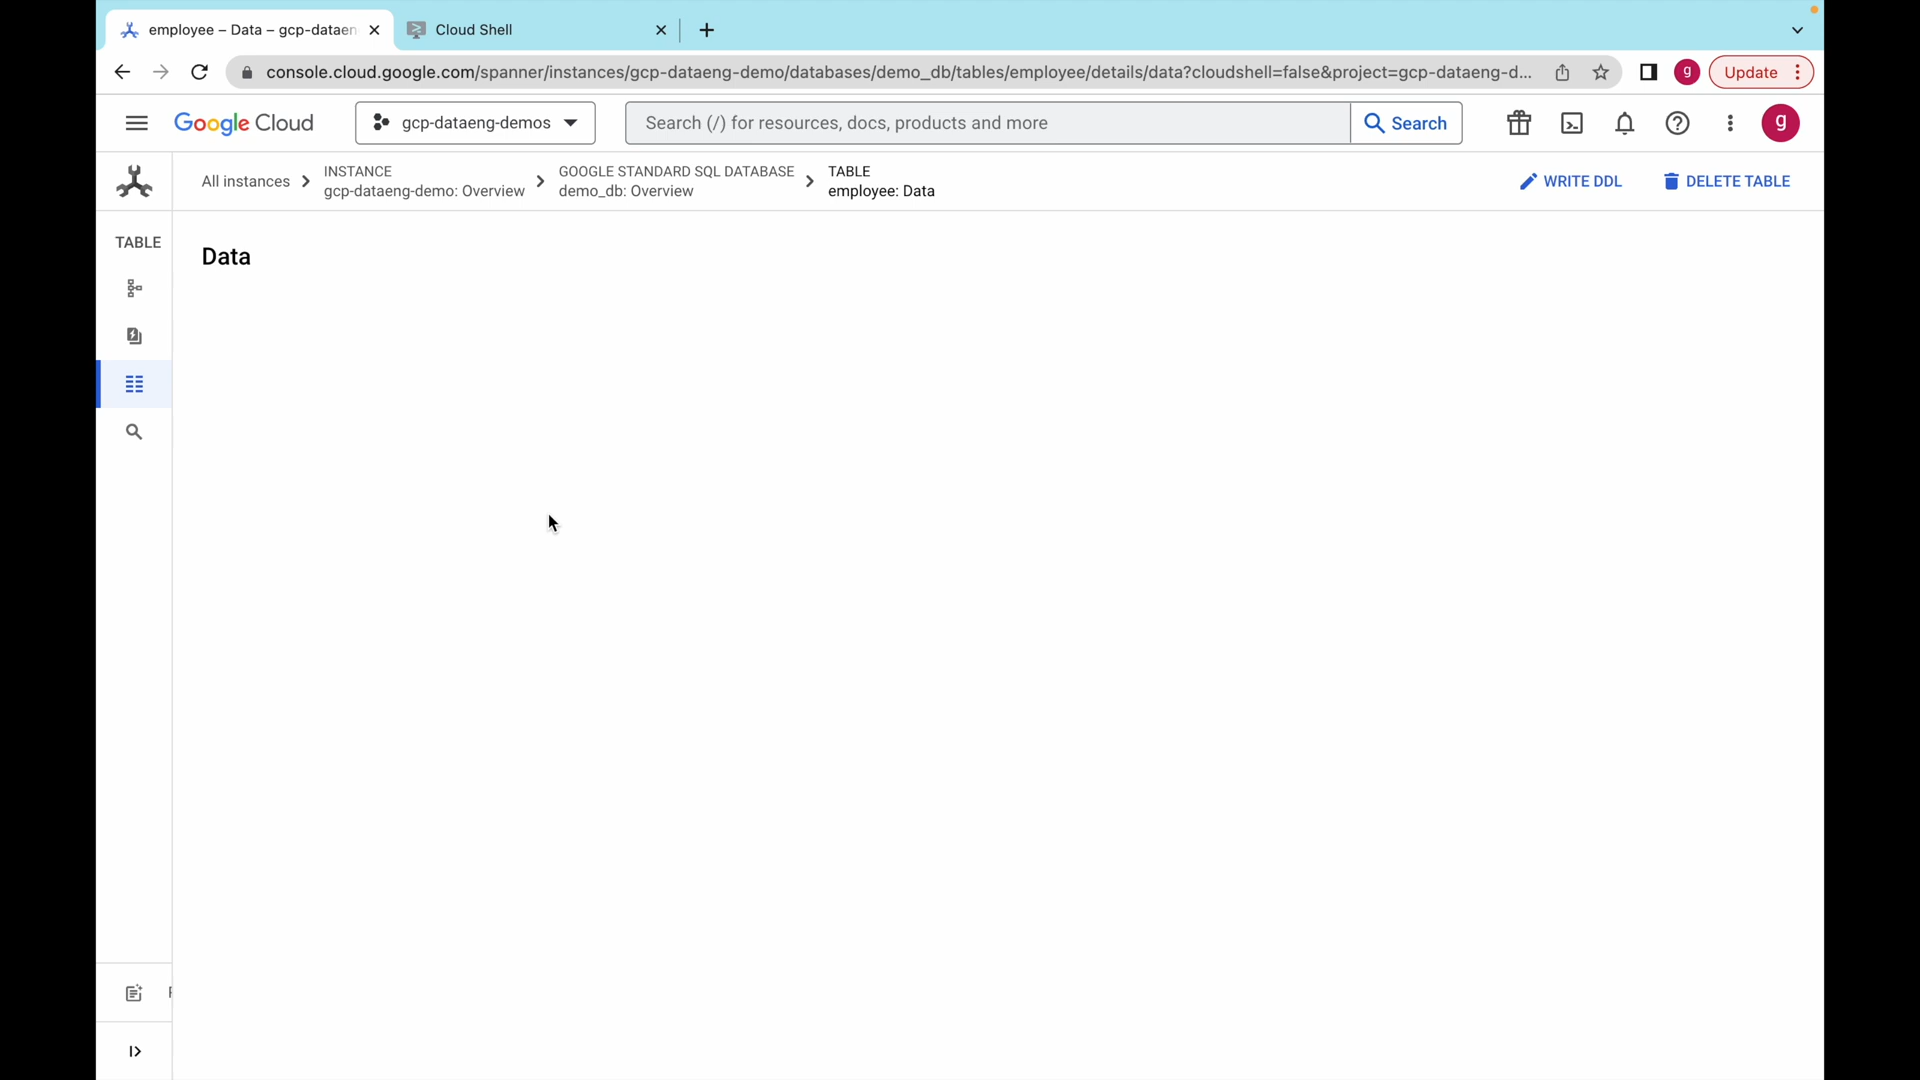 employee – Data – gcp-dataen
Cloud Shell
console.cloud.google.com/spanner/instances/gcp-dataeng-demo/databases/demo_db/tables/employee/details/data?cloudshell=false&project=gcp-dataeng-d...
g
Update
Google Cloud
gcp-dataeng-demos
Search (/) for resources, docs, products and more
Search
g
All instances
INSTANCE
gcp-dataeng-demo: Overview
GOOGLE STANDARD SQL DATABASE
demo_db: Overview
TABLE
employee: Data
WRITE DDL
DELETE TABLE
TABLE
Data